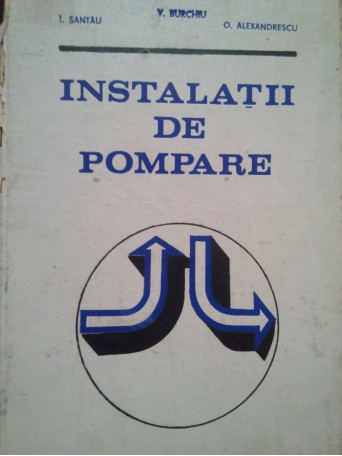 V. BURCHIU
I. SANTĂU
O. ALEXANDRESCU
INSTALAȚII
DE
POMPARE